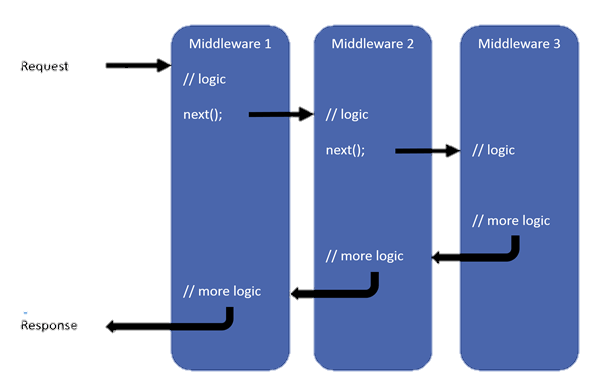 Middleware 1
Middleware 2
Middleware 3
Request
// logic
next();
// logic
next();
// logic
// more logic
// more logic
// more logic
Response